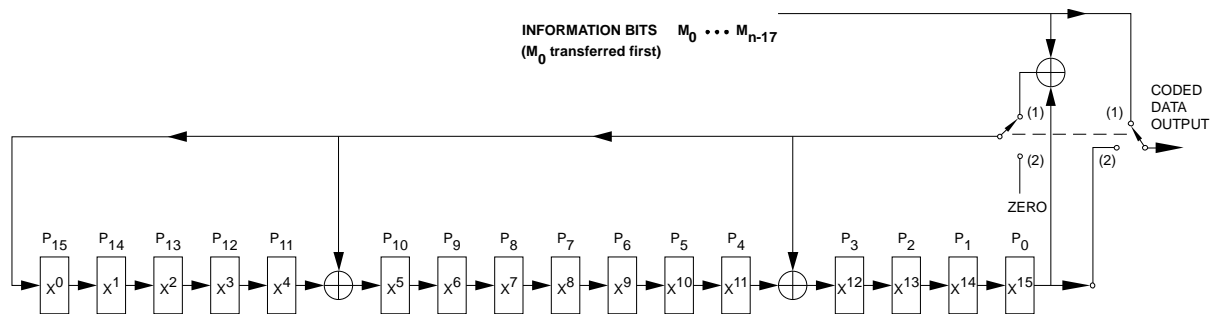 INFORMATION BITS M₀ ••• Mₙ₋₁₇
(M₀ transferred first)
CODED
DATA
OUTPUT
(1)
(1)
(2)
(2)
ZERO
P₁₅ P₁₄ P₁₃ P₁₂ P₁₁ P₁₀ P₉ P₈ P₇ P₆ P₅ P₄ P₃ P₂ P₁ P₀
X⁰ X¹ X² X³ X⁴ X⁵ X⁶ X⁷ X⁸ X⁹ X¹⁰ X¹¹ X¹² X¹³ X¹⁴ X¹⁵